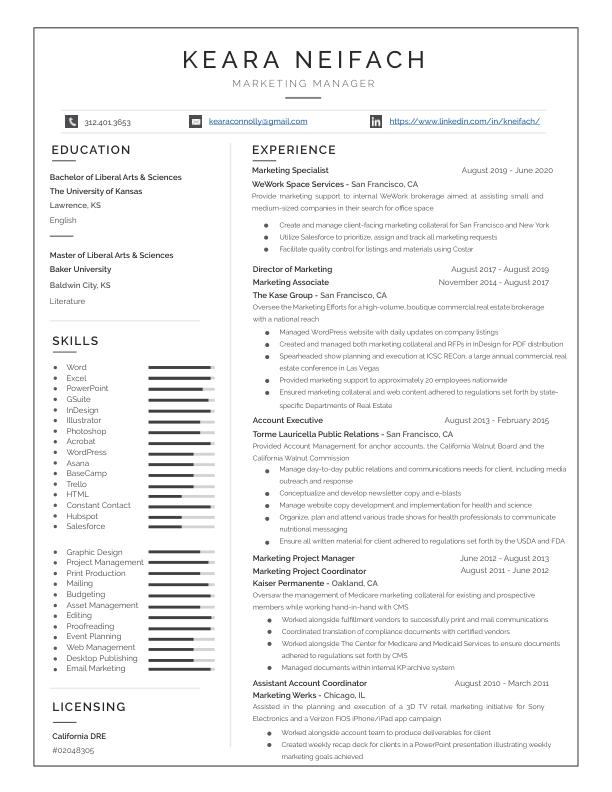 KEARA NEIFACH
MARKETING MANAGER
312.401.3653
kearaconnolly@gmail.com
https://www.linkedin.com/in/kneifach/
EDUCATION
Bachelor of Liberal Arts & Sciences
The University of Kansas
Lawrence, KS
English
Master of Liberal Arts & Sciences
Baker University
Baldwin City, KS
Literature
SKILLS
Word
Excel
PowerPoint
GSuite
InDesign
Illustrator
Photoshop
Acrobat
WordPress
Asana
BaseCamp
Trello
HTML
Constant Contact
Hubspot
Salesforce
Graphic Design
Project Management
Print Production
Mailing
Budgeting
Asset Management
Editing
Proofreading
Event Planning
Web Management
Desktop Publishing
Email Marketing
LICENSING
California DRE
#02048305
EXPERIENCE
Marketing Specialist August 2019 - June 2020
WeWork Space Services - San Francisco, CA
Provide marketing support to internal WeWork brokerage aimed at assisting small and
medium-sized companies in their search for office space
Create and manage client-facing marketing collateral for San Francisco and New York
Utilize Salesforce to prioritize, assign and track all marketing requests
Facilitate quality control for listings and materials using Costar
Director of Marketing August 2017 - August 2019
Marketing Associate November 2014 - August 2017
The Kase Group - San Francisco, CA
Oversee the Marketing Efforts for a high-volume, boutique commercial real estate brokerage
with a national reach
Managed WordPress website with daily updates on company listings
Created and managed both marketing collateral and RFPs in InDesign for PDF distribution
Spearheaded show planning and execution at ICSC RECon, a large annual commercial real
estate conference in Las Vegas
Provided marketing support to approximately 20 employees nationwide
Ensured marketing collateral and web content adhered to regulations set forth by state-
specific Departments of Real Estate
Account Executive August 2013 - February 2015
Torme Lauricella Public Relations - San Francisco, CA
Provided Account Management for anchor accounts, the California Walnut Board and the
California Walnut Commission
Manage day-to-day public relations and communications needs for client, including media
outreach and response
Conceptualize and develop newsletter copy and e-blasts
Manage website copy development and implementation for health and science
Organize, plan and attend various trade shows for health professionals to communicate
nutritional messaging
Ensure all written material for client adhered to regulations set forth by the USDA and FDA
Marketing Project Manager June 2012 - August 2013
Marketing Project Coordinator August 2011 - June 2012
Kaiser Permanente - Oakland, CA
Oversaw the management of Medicare marketing collateral for existing and prospective
members while working hand-in-hand with CMS
Worked alongside fulfillment vendors to successfully print and mail communications
Coordinated translation of compliance documents with certified vendors
Worked alongside The Center for Medicare and Medicaid Services to ensure documents
adhered to regulations set forth by CMS
Managed documents within internal KP archive system
Assistant Account Coordinator August 2010 - March 2011
Marketing Werks - Chicago, IL
Assisted in the planning and execution of a 3D TV retail marketing initiative for Sony
Electronics and a Verizon FiOS iPhone/iPad app campaign
Worked alongside account team to produce deliverables for client
Created weekly recap deck for clients in a PowerPoint presentation illustrating weekly
marketing goals achieved